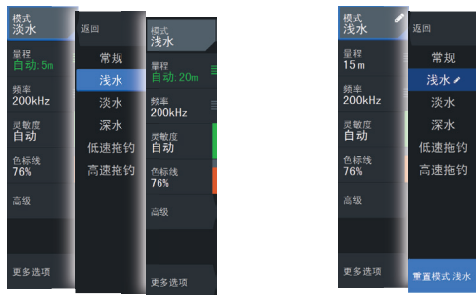 模式
淡水
量程
自动:5m
频率
200kHz
灵敏度
自动
色标线
76%
高级
更多选项
返回
常规
浅水
淡水
深水
低速拖钓
高速拖钓
模式
浅水
量程
自动:20m
频率
200kHz
灵敏度
自动
色标线
76%
高级
更多选项
模式
浅水
量程
15m
频率
200kHz
灵敏度
自动
色标线
76%
高级
更多选项
返回
常规
浅水
淡水
深水
低速拖钓
高速拖钓
重置模式 浅水